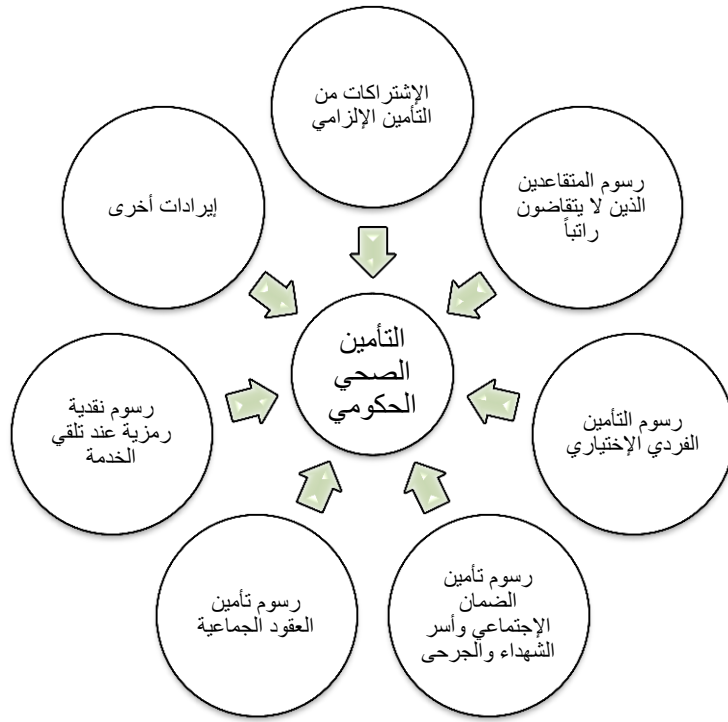 الإشتراكات من
التأمين الإلزامي
رسوم المتقاعدين
الذين لا يتقاضون
راتباً
رسوم التأمين
الفردي الإختياري
رسوم تأمين
الضمان
الإجتماعي وأسر
الشهداء والجرحى
رسوم تأمين
العقود الجماعية
رسوم نقدية
رمزية عند تلقي
الخدمة
إيرادات أخرى
التأمين
الصحي
الحكومي